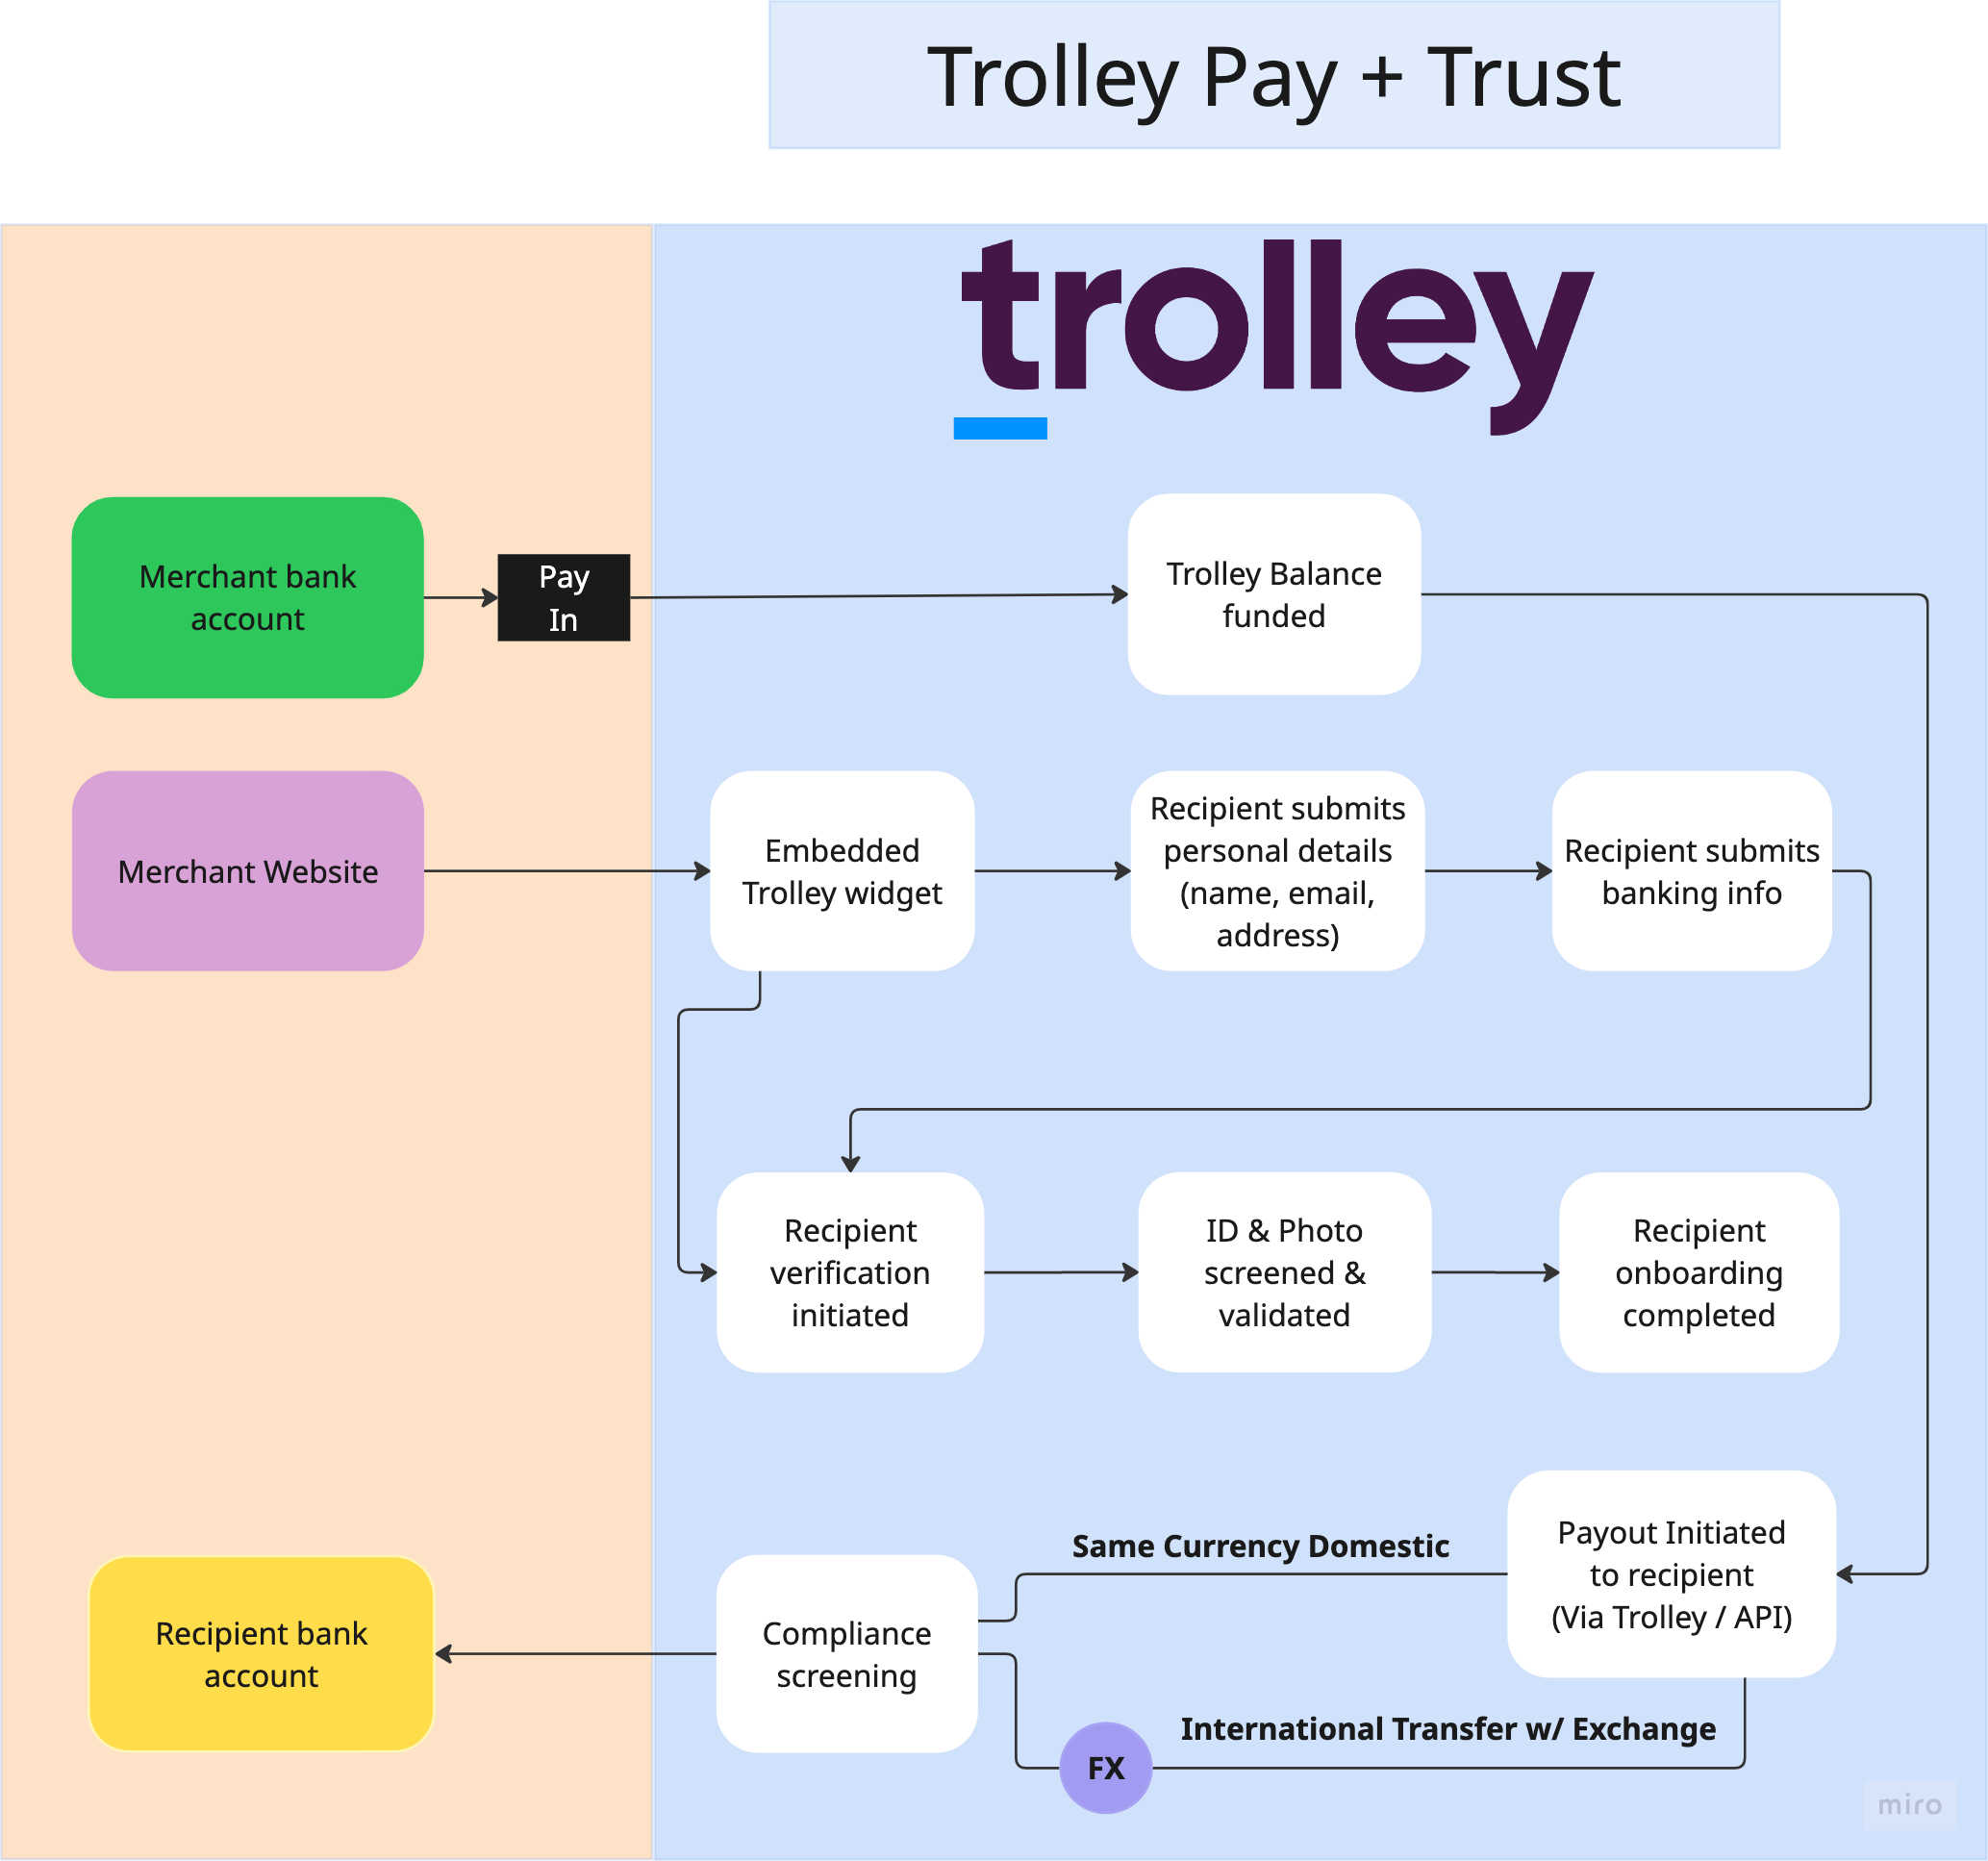 Trolley Pay + Trust
trolley
Merchant bank
account
Pay
In
Trolley Balance
funded
Merchant Website
Embedded
Trolley widget
Recipient submits
personal details
(name, email,
address)
Recipient submits
banking info
Recipient
verification
initiated
ID & Photo
screened &
validated
Recipient
onboarding
completed
Payout Initiated
to recipient
(Via Trolley / API)
Same Currency Domestic
Compliance
screening
Recipient bank
account
International Transfer w/ Exchange
FX
miro